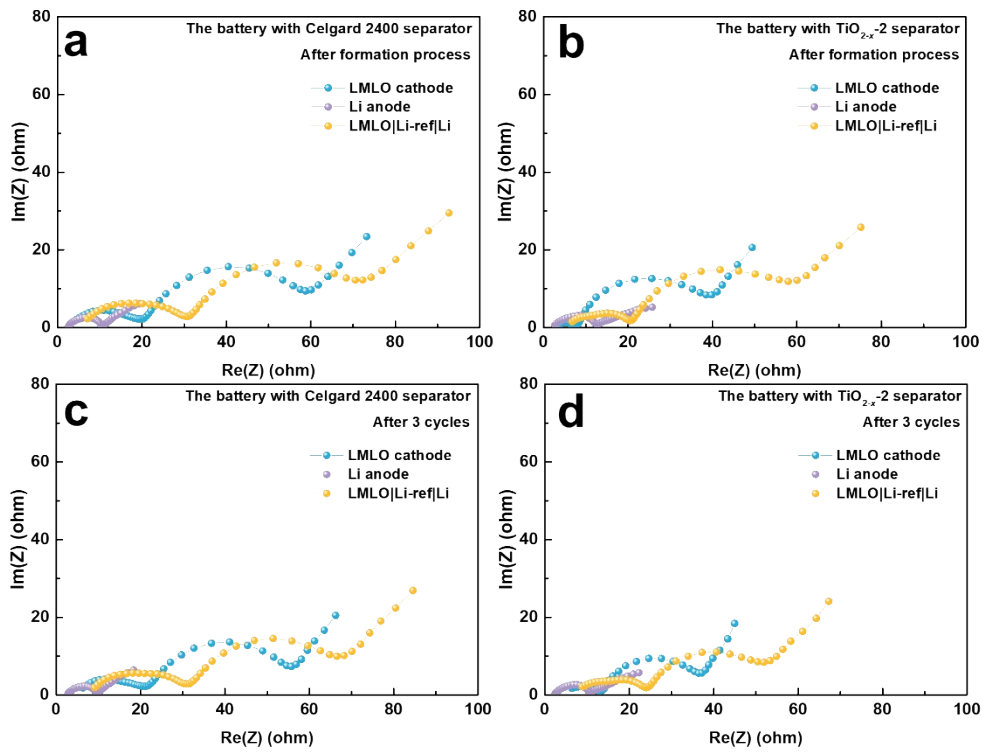 a
The battery with Celgard 2400 separator
After formation process
LMLO cathode
Li anode
LMLO|Li-ref|Li
Im(Z) (ohm)
80
60
40
20
0
0 20 40 60 80 100
Re(Z) (ohm)
b
The battery with TiO2-x-2 separator
After formation process
LMLO cathode
Li anode
LMLO|Li-ref|Li
Im(Z) (ohm)
80
60
40
20
0
0 20 40 60 80 100
Re(Z) (ohm)
c
The battery with Celgard 2400 separator
After 3 cycles
LMLO cathode
Li anode
LMLO|Li-ref|Li
Im(Z) (ohm)
80
60
40
20
0
0 20 40 60 80 100
Re(Z) (ohm)
d
The battery with TiO2-x-2 separator
After 3 cycles
LMLO cathode
Li anode
LMLO|Li-ref|Li
Im(Z) (ohm)
80
60
40
20
0
0 20 40 60 80 100
Re(Z) (ohm)